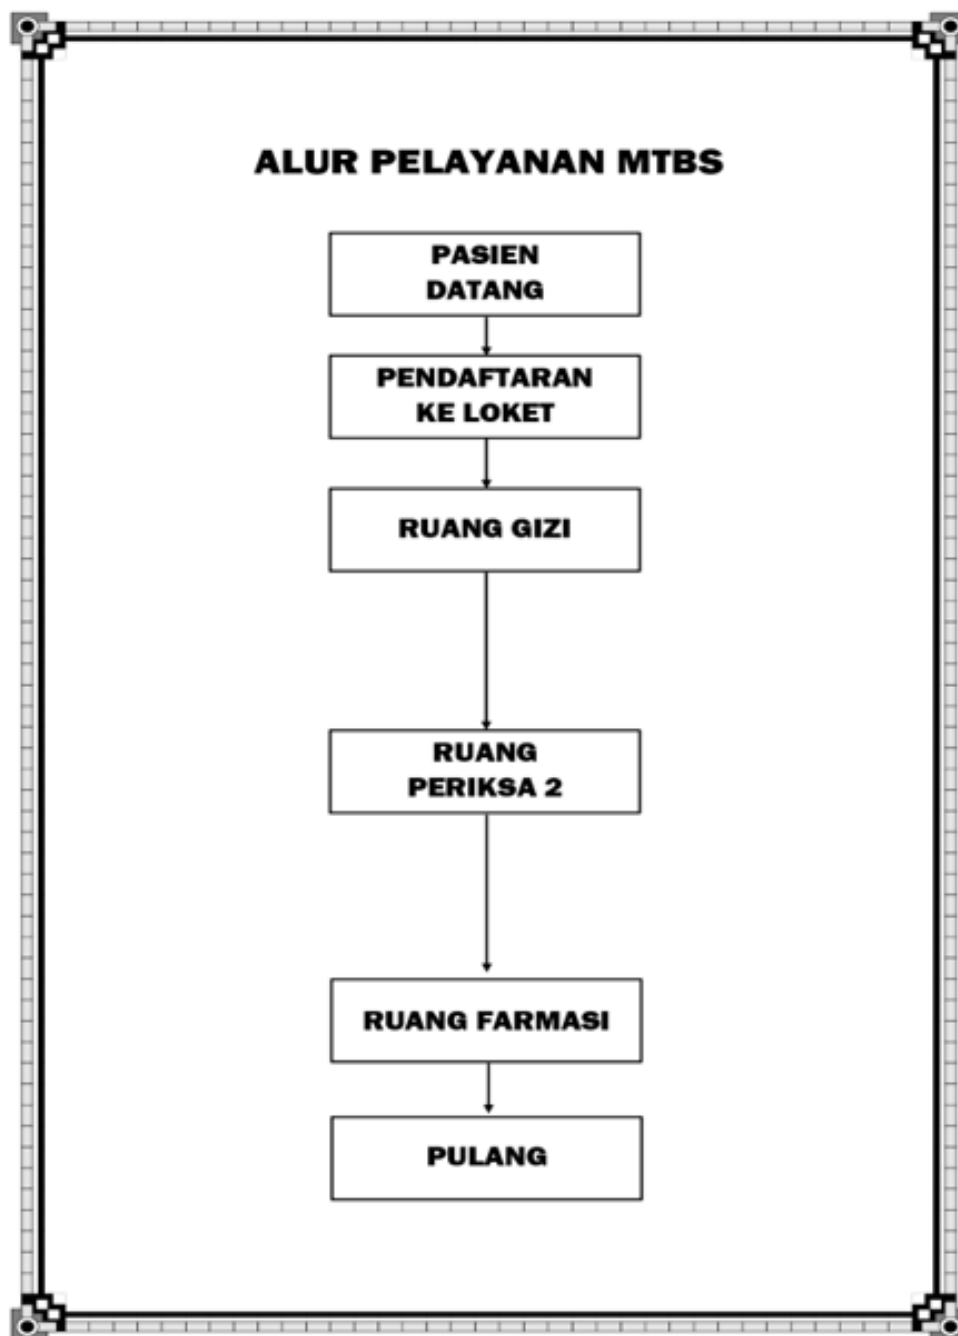 ALUR PELAYANAN MTBS
PASIEN
DATANG
PENDAFTARAN
KE LOKET
RUANG GIZI
RUANG
PERIKSA 2
RUANG FARMASI
PULANG